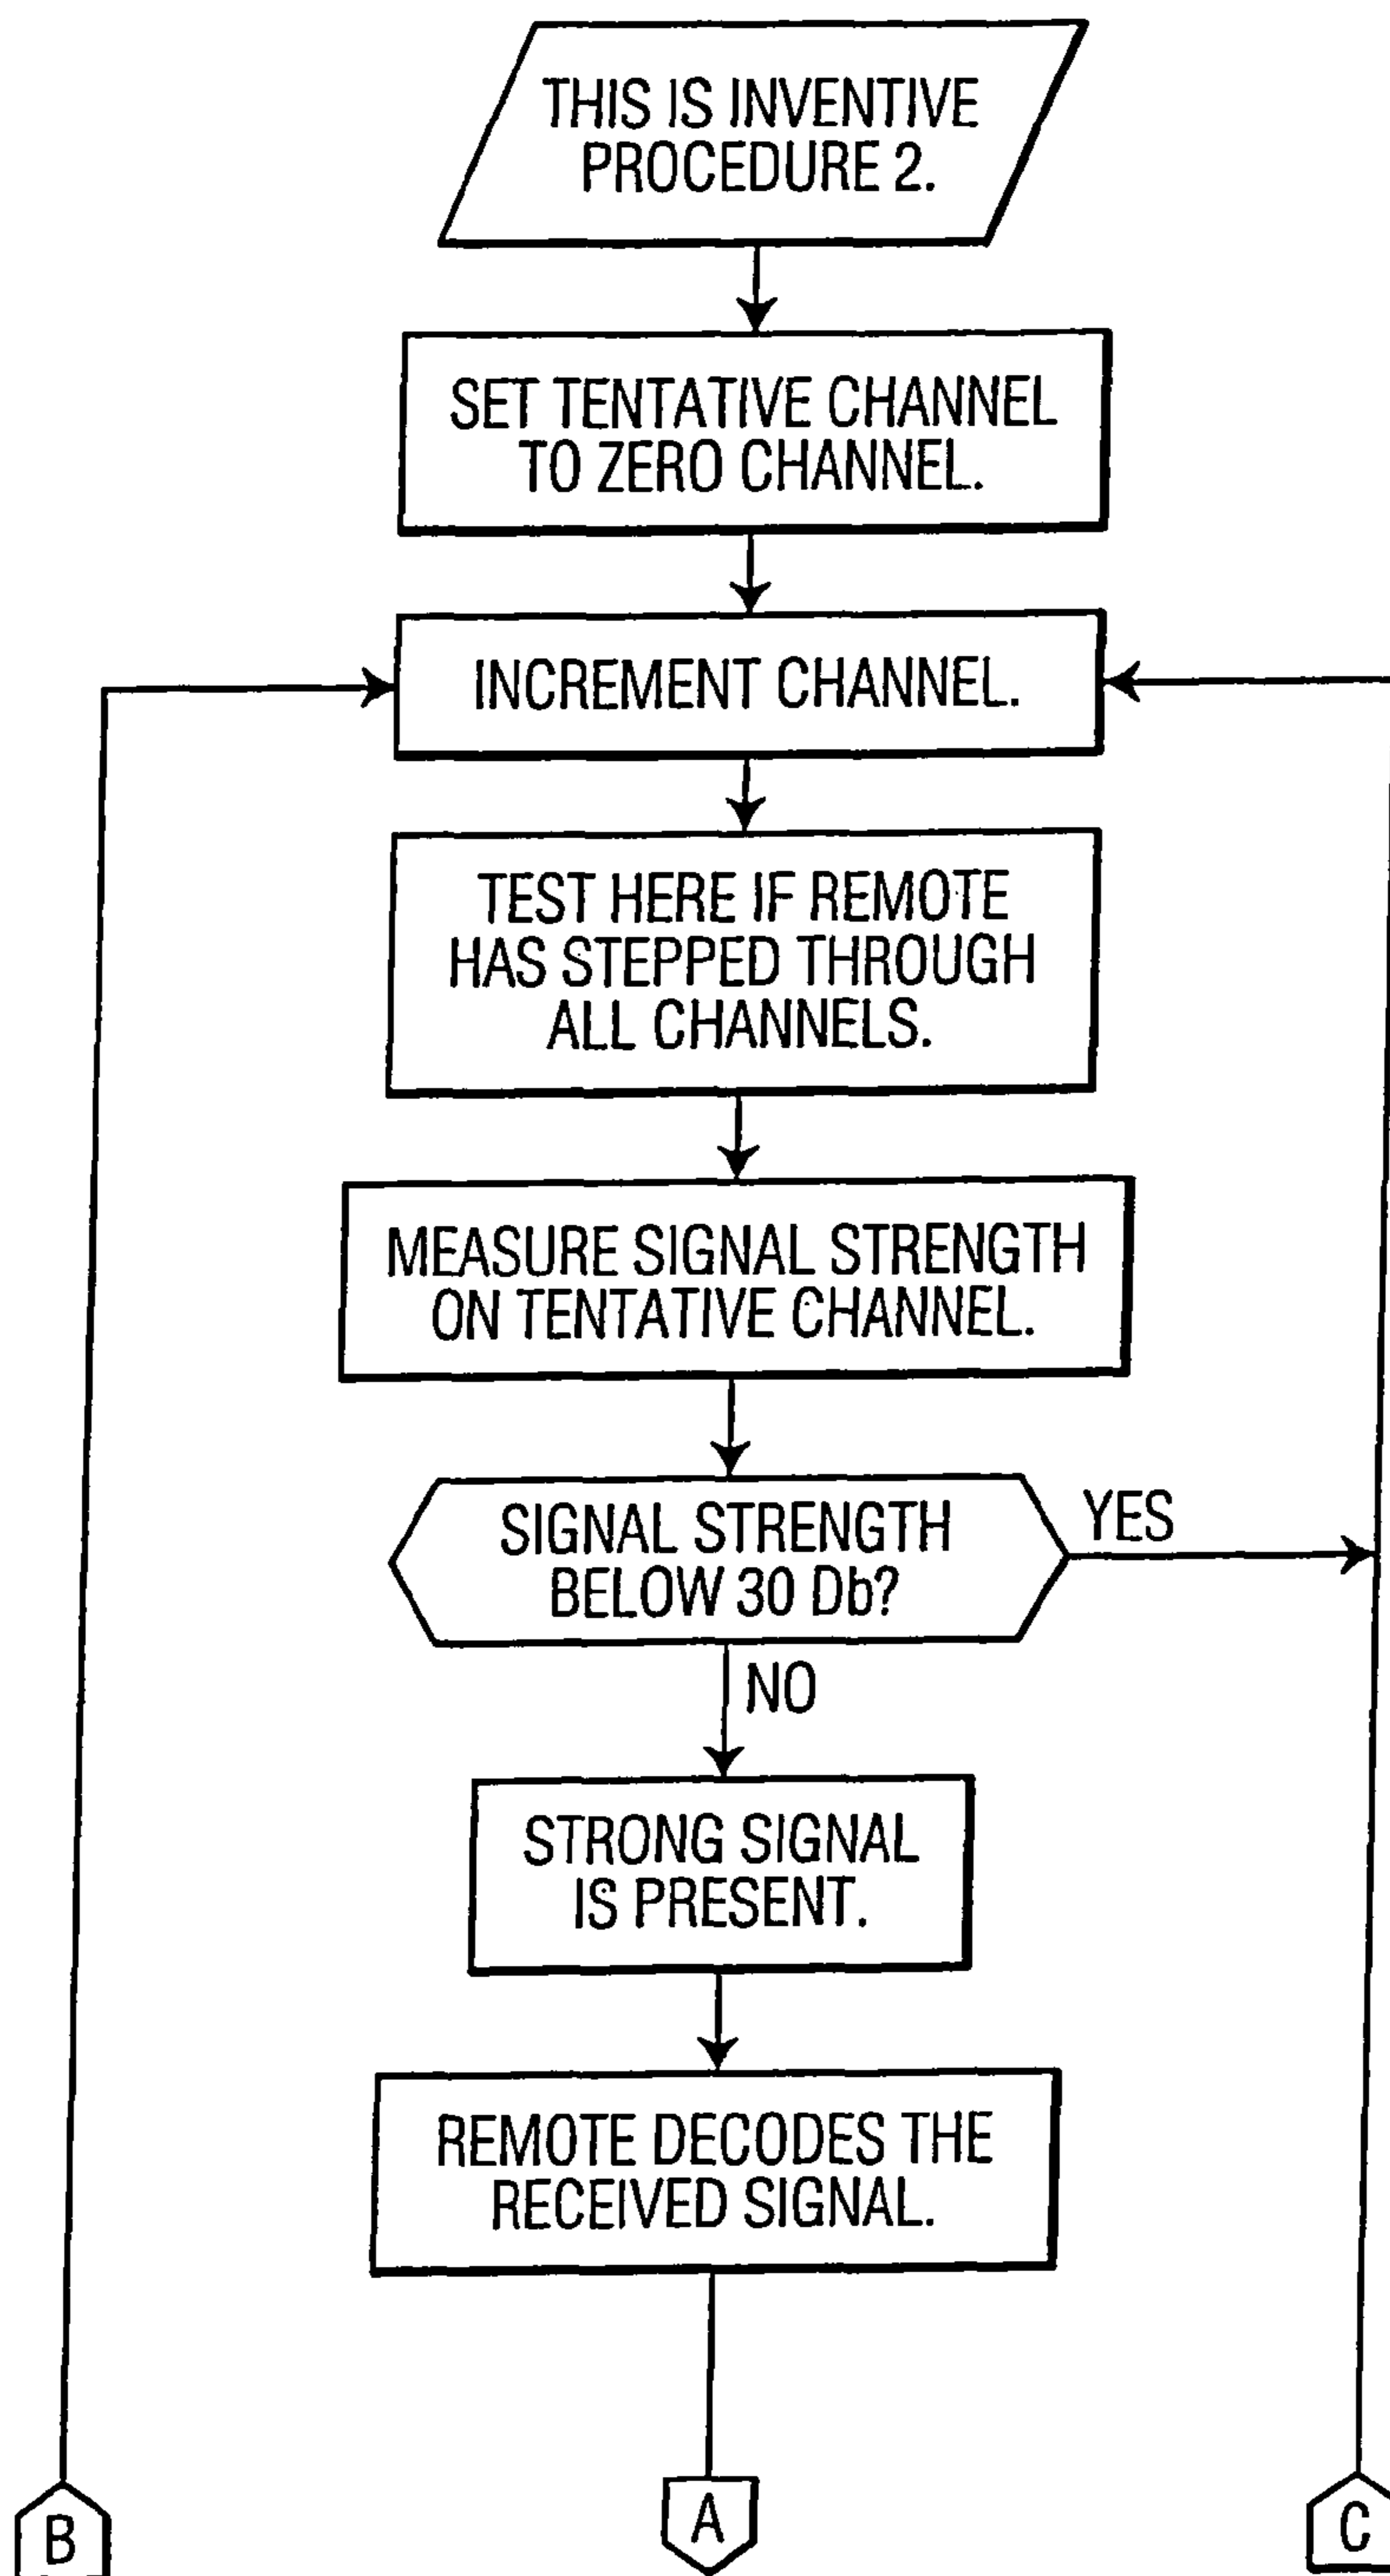 THIS IS INVENTIVE
PROCEDURE 2.
SET TENTATIVE CHANNEL
TO ZERO CHANNEL.
INCREMENT CHANNEL.
TEST HERE IF REMOTE
HAS STEPPED THROUGH
ALL CHANNELS.
MEASURE SIGNAL STRENGTH
ON TENTATIVE CHANNEL.
SIGNAL STRENGTH
BELOW 30 Db?
YES
NO
STRONG SIGNAL
IS PRESENT.
REMOTE DECODES THE
RECEIVED SIGNAL.
B
A
C